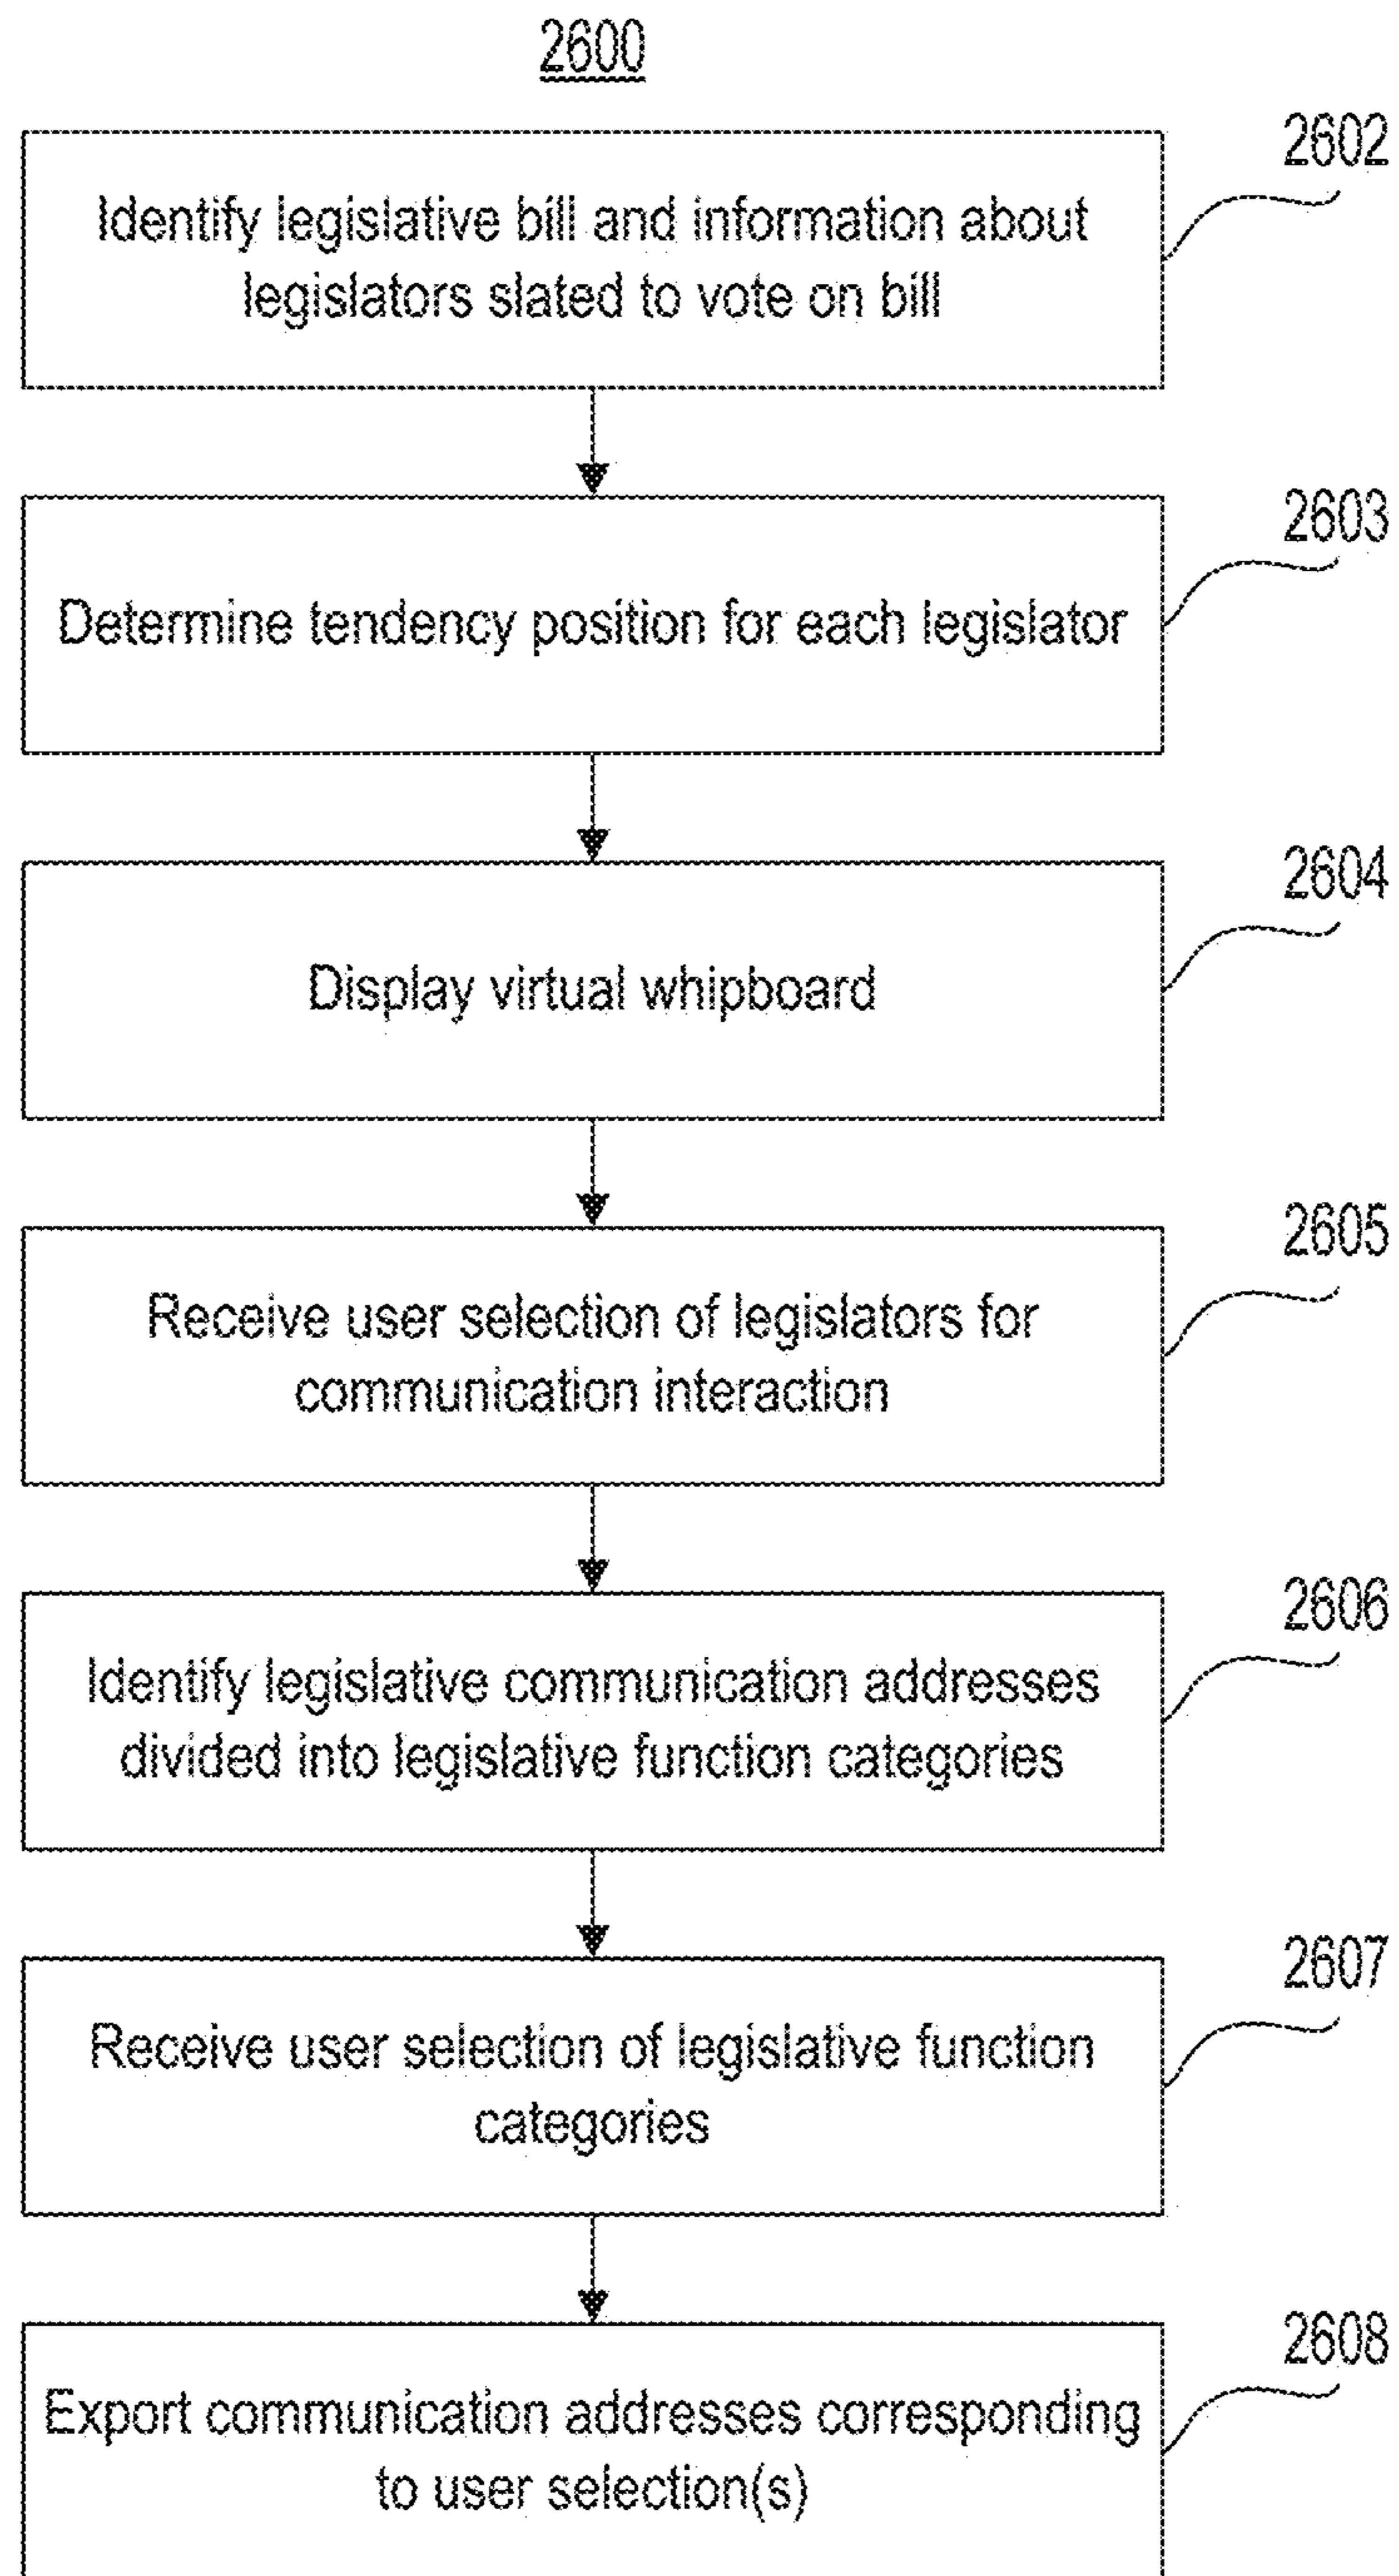 2600
2602
Identify legislative bill and information about
legislators slated to vote on bill
2603
Determine tendency position for each legislator
2604
Display virtual whipboard
2605
Receive user selection of legislators for
communication interaction
2606
Identify legislative communication addresses
divided into legislative function categories
2607
Receive user selection of legislative function
categories
2608
Export communication addresses corresponding
to user selection(s)